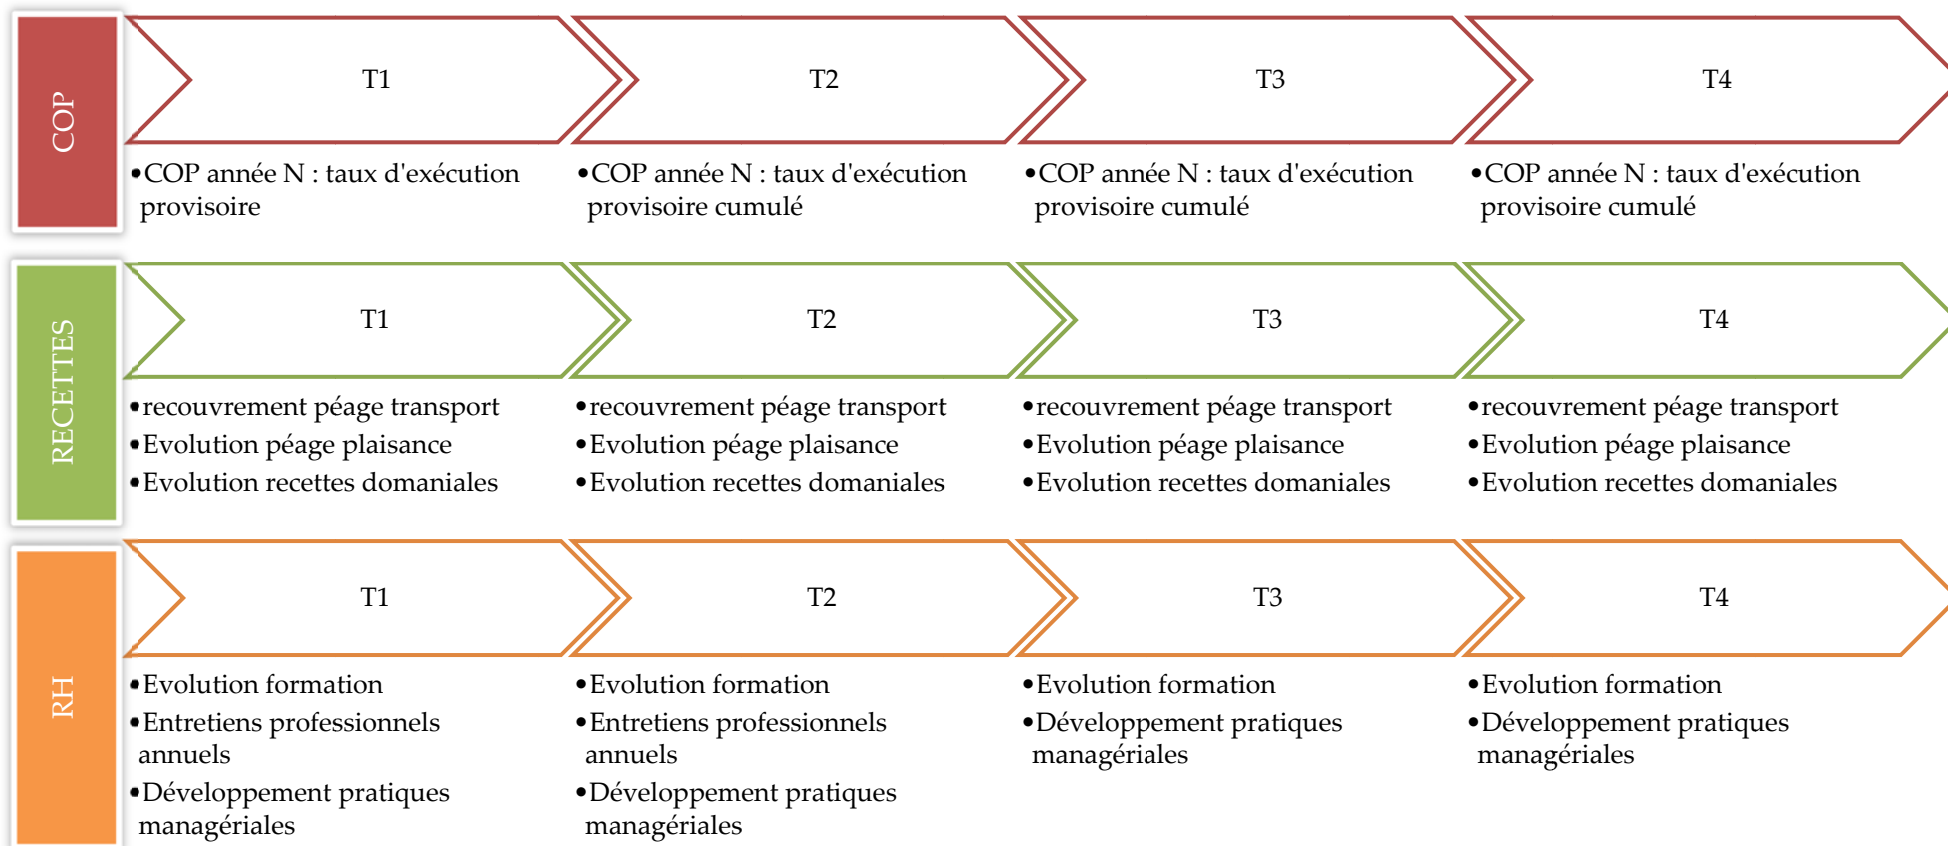 COP
T1
T2
T3
T4
•COP année N : taux d'exécution
provisoire
•COP année N : taux d'exécution
provisoire cumulé
•COP année N : taux d'exécution
provisoire cumulé
•COP année N : taux d'exécution
provisoire cumulé
RECETTES
T1
T2
T3
T4
•recouvrement péage transport
•Evolution péage plaisance
•Evolution recettes domaniales
•recouvrement péage transport
•Evolution péage plaisance
•Evolution recettes domaniales
•recouvrement péage transport
•Evolution péage plaisance
•Evolution recettes domaniales
•recouvrement péage transport
•Evolution péage plaisance
•Evolution recettes domaniales
RH
T1
T2
T3
T4
•Evolution formation
•Entretiens professionnels
annuels
•Développement pratiques
managériales
•Evolution formation
•Entretiens professionnels
annuels
•Développement pratiques
managériales
•Evolution formation
•Développement pratiques
managériales
•Evolution formation
•Développement pratiques
managériales